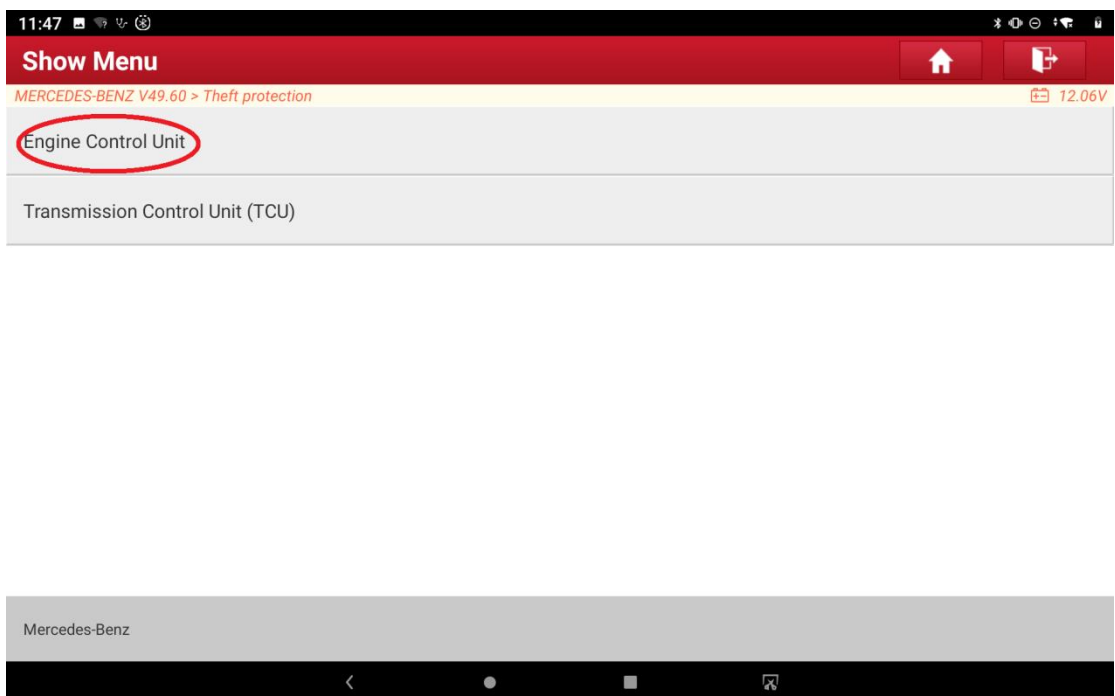 11:47
Show Menu
MERCEDES-BENZ V49.60 > Theft protection
12.06V
Engine Control Unit
Transmission Control Unit (TCU)
Mercedes-Benz